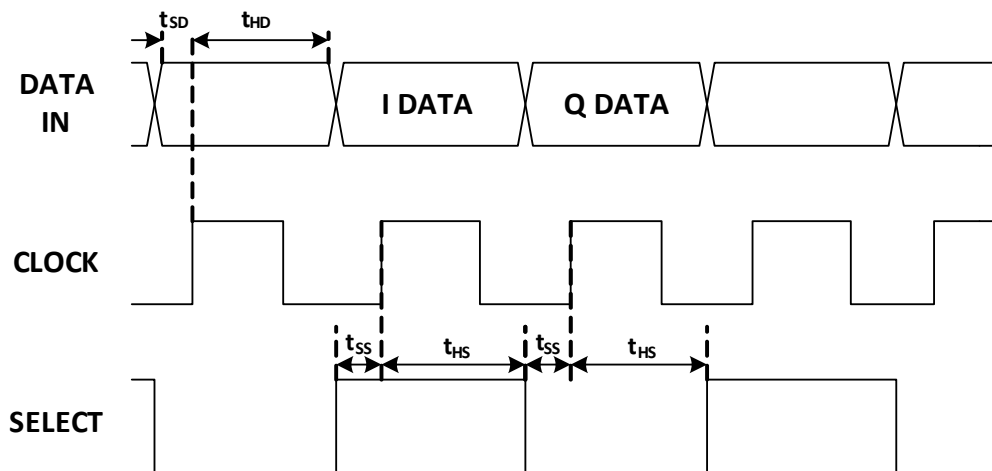 tSD
tHD
DATA
IN
I DATA
Q DATA
CLOCK
tSS
tHS
tSS
tHS
SELECT